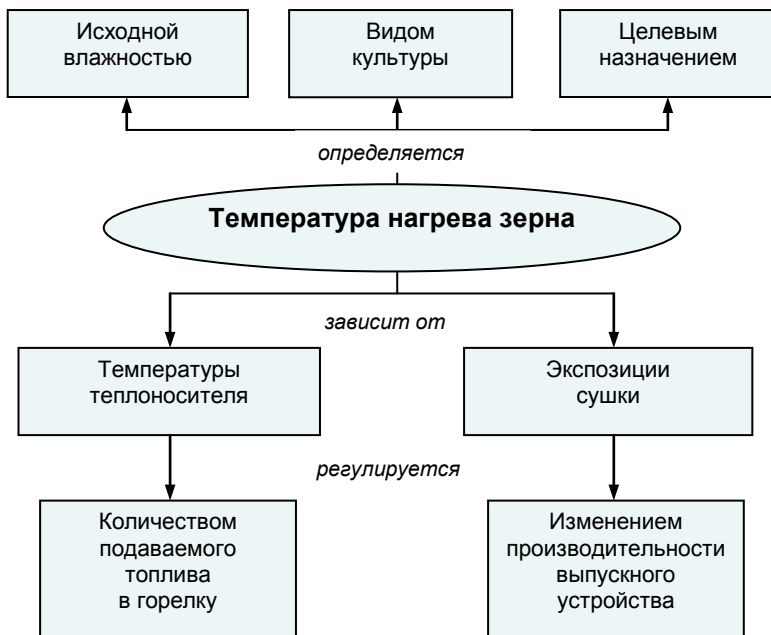 Исходной
влажностью
Видом
культуры
Целевым
назначением
определяется
Температура нагрева зерна
зависит от
Температуры
теплоносителя
Экспозиции
сушки
регулируется
Количеством
подаваемого
топлива
в горелку
Изменением
производительности
выпускного
устройства